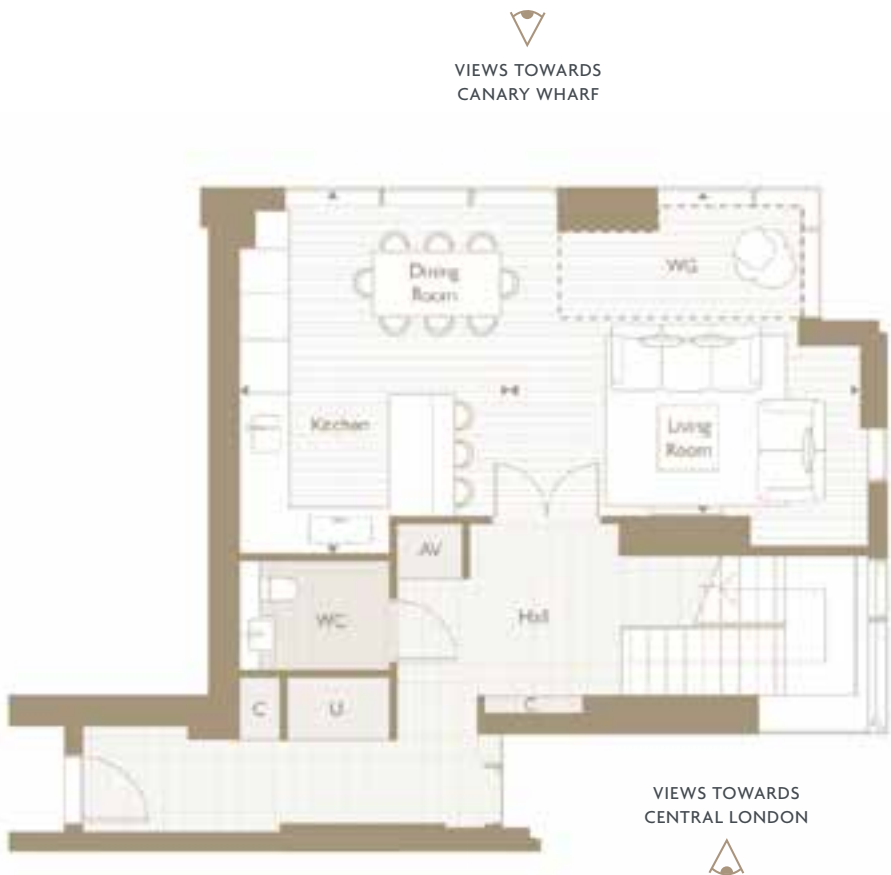 VIEWS TOWARDS
CANARY WHARF
Dining
Room
WG
Kitchen
Living
Room
AV
WC
Hall
C
U
C
VIEWS TOWARDS
CENTRAL LONDON